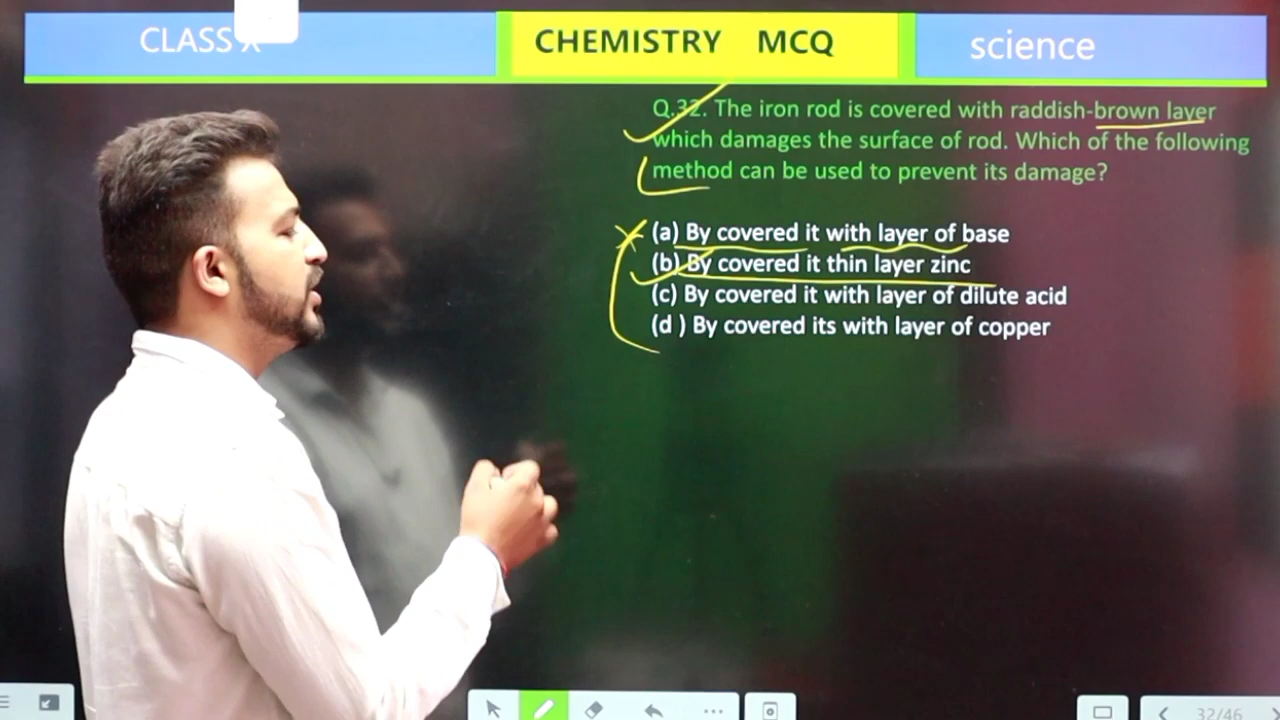 CLASS X
CHEMISTRY MCQ
science
Q.32. The iron rod is covered with raddish-brown layer
which damages the surface of rod. Which of the following
method can be used to prevent its damage?
(a) By covered it with layer of base
(b) By covered it thin layer zinc
(c) By covered it with layer of dilute acid
(d ) By covered its with layer of copper
32/46